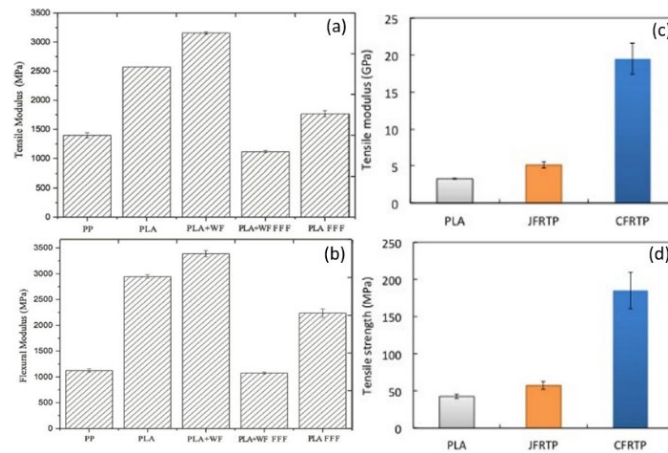 (a)
Tensile Modulus (MPa)
3500
3000
2500
2000
1500
1000
500
0
PP PLA PLA+WF PLA+WF FFF PLA FFF
(c)
Tensile modulus (GPa)
25
20
15
10
5
0
PLA JFRTP CFRTP
(b)
Flexural Modulus (MPa)
3500
3000
2500
2000
1500
1000
500
0
PP PLA PLA+WF PLA+WF FFF PLA FFF
(d)
Tensile strength (MPa)
250
200
150
100
50
0
PLA JFRTP CFRTP